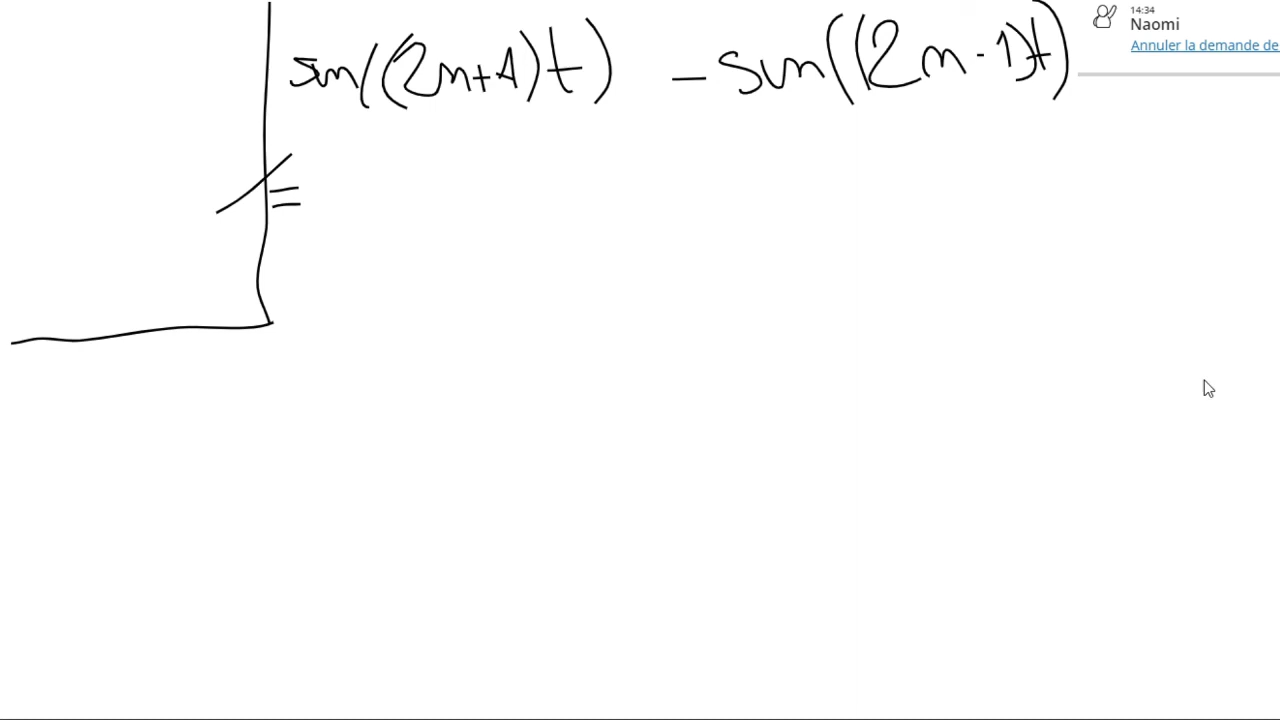 sin((2n+1)t) - sin((2n-1)t)
=
14:34
Naomi
Annuler la demande de